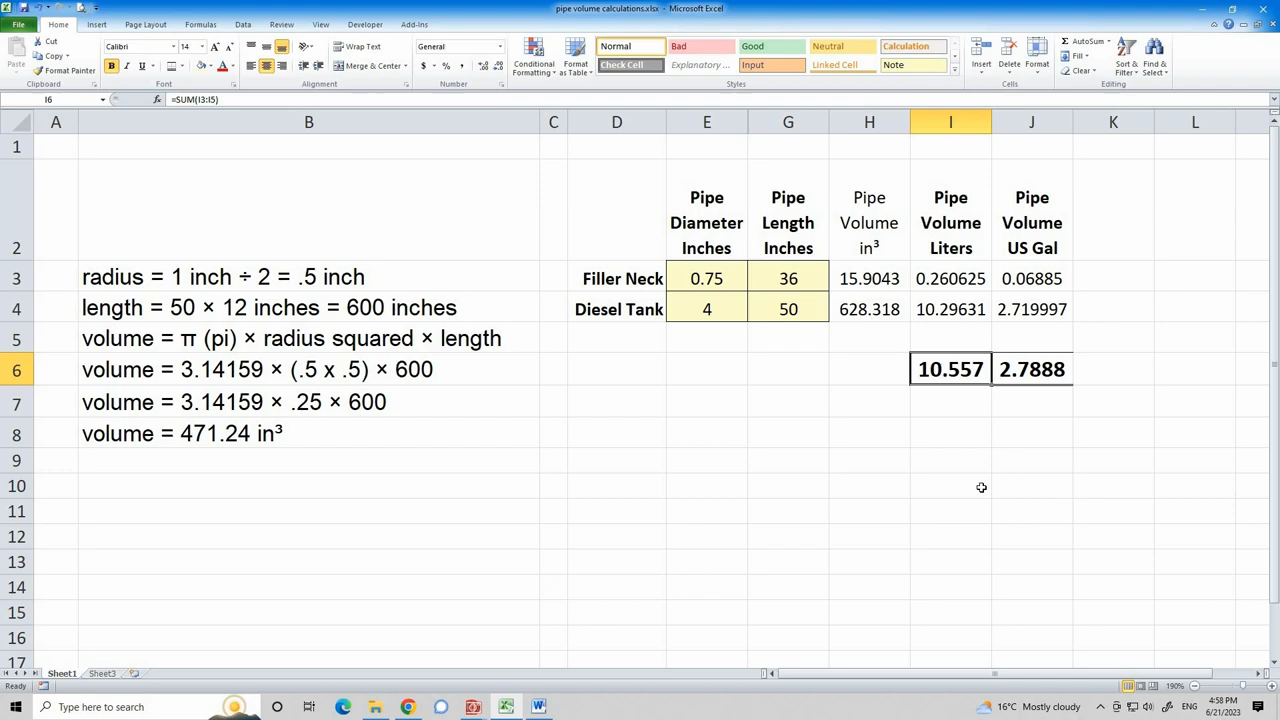 pipe volume calculations.xlsx - Microsoft Excel
File Home Insert Page Layout Formulas Data Review View Developer Add-Ins
Cut
Copy
Format Painter
Paste
Clipboard
Calibri 14
B I U
Font
Wrap Text
Merge & Center
Alignment
General
$ % ,
Number
Conditional Formatting
Format as Table
Normal Bad Good Neutral Calculation
Check Cell Explanatory ... Input Linked Cell Note
Styles
Insert Delete Format
Cells
AutoSum
Fill
Clear
Sort & Filter
Find & Select
Editing
I6 fx =SUM(I3:I5)
A B C D E G H I J K L
1
2 Pipe Diameter Inches Pipe Length Inches Pipe Volume in³ Pipe Volume Liters Pipe Volume US Gal
3 radius = 1 inch ÷ 2 = .5 inch Filler Neck 0.75 36 15.9043 0.260625 0.06885
4 length = 50 × 12 inches = 600 inches Diesel Tank 4 50 628.318 10.29631 2.719997
5 volume = π (pi) × radius squared × length
6 volume = 3.14159 × (.5 x .5) × 600 10.557 2.7888
7 volume = 3.14159 × .25 × 600
8 volume = 471.24 in³
9
10
11
12
13
14
15
16
17
Sheet1 Sheet3
Ready 190%
Type here to search
16°C Mostly cloudy ENG
4:58 PM
6/21/2023